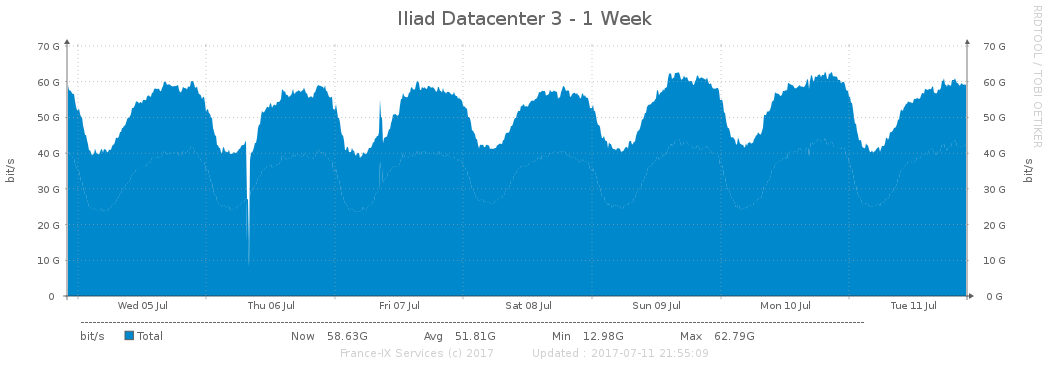 Iliad Datacenter 3 - 1 Week
RRDTOOL / TOBI OETIKER
70 G 70 G
60 G 60 G
50 G 50 G
40 G 40 G
30 G 30 G
20 G 20 G
10 G 10 G
0 0 G
bit/s bit/s
Wed 05 Jul Thu 06 Jul Fri 07 Jul Sat 08 Jul Sun 09 Jul Mon 10 Jul Tue 11 Jul
bit/s Total Now 58.63G Avg 51.81G Min 12.98G Max 62.79G
France-IX Services (c) 2017 Updated : 2017-07-11 21:55:09